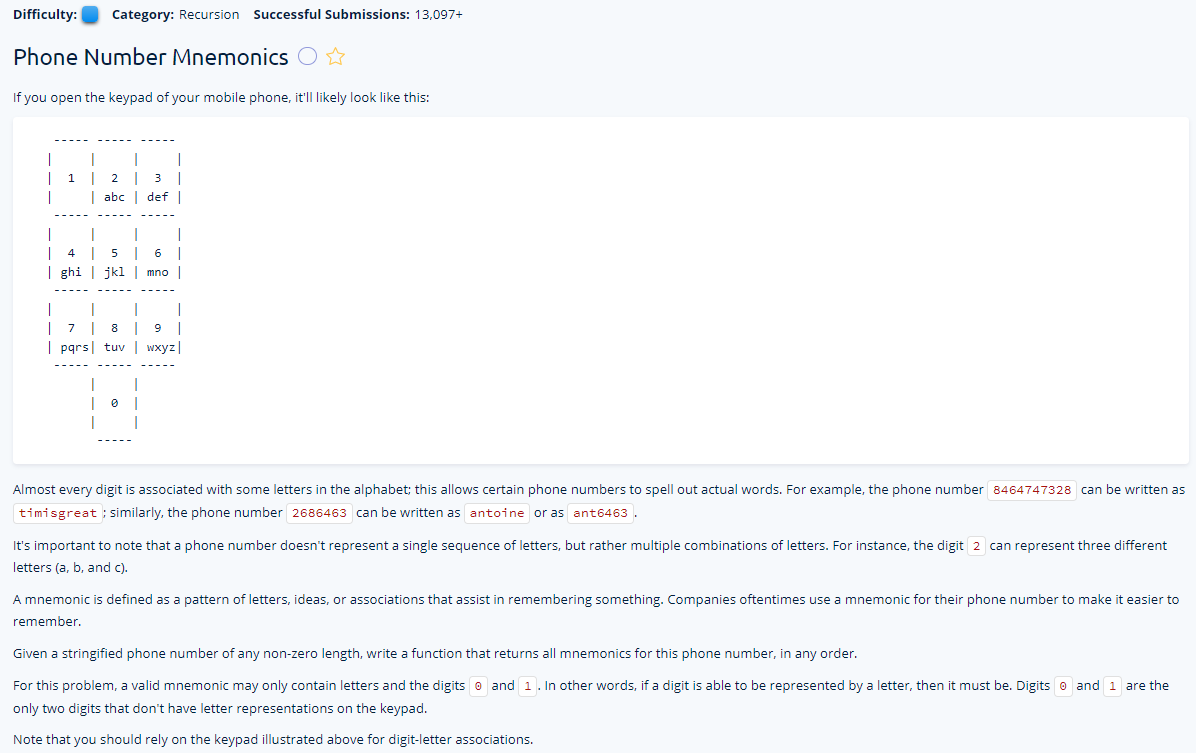 Difficulty: Category: Recursion Successful Submissions: 13,097+
Phone Number Mnemonics
If you open the keypad of your mobile phone, it'll likely look like this:
 ----- ----- -----
|     |     |     |
|  1  |  2  |  3  |
|     | abc | def |
 ----- ----- -----
|     |     |     |
|  4  |  5  |  6  |
| ghi | jkl | mno |
 ----- ----- -----
|     |     |     |
|  7  |  8  |  9  |
| pqrs| tuv | wxyz|
 ----- ----- -----
      |     |
      |  0  |
      |     |
       -----
Almost every digit is associated with some letters in the alphabet; this allows certain phone numbers to spell out actual words. For example, the phone number 8464747328 can be written as
timisgreat; similarly, the phone number 2686463 can be written as antoine or as ant6463.
It's important to note that a phone number doesn't represent a single sequence of letters, but rather multiple combinations of letters. For instance, the digit 2 can represent three different
letters (a, b, and c).
A mnemonic is defined as a pattern of letters, ideas, or associations that assist in remembering something. Companies oftentimes use a mnemonic for their phone number to make it easier to
remember.
Given a stringified phone number of any non-zero length, write a function that returns all mnemonics for this phone number, in any order.
For this problem, a valid mnemonic may only contain letters and the digits 0 and 1. In other words, if a digit is able to be represented by a letter, then it must be. Digits 0 and 1 are the
only two digits that don't have letter representations on the keypad.
Note that you should rely on the keypad illustrated above for digit-letter associations.